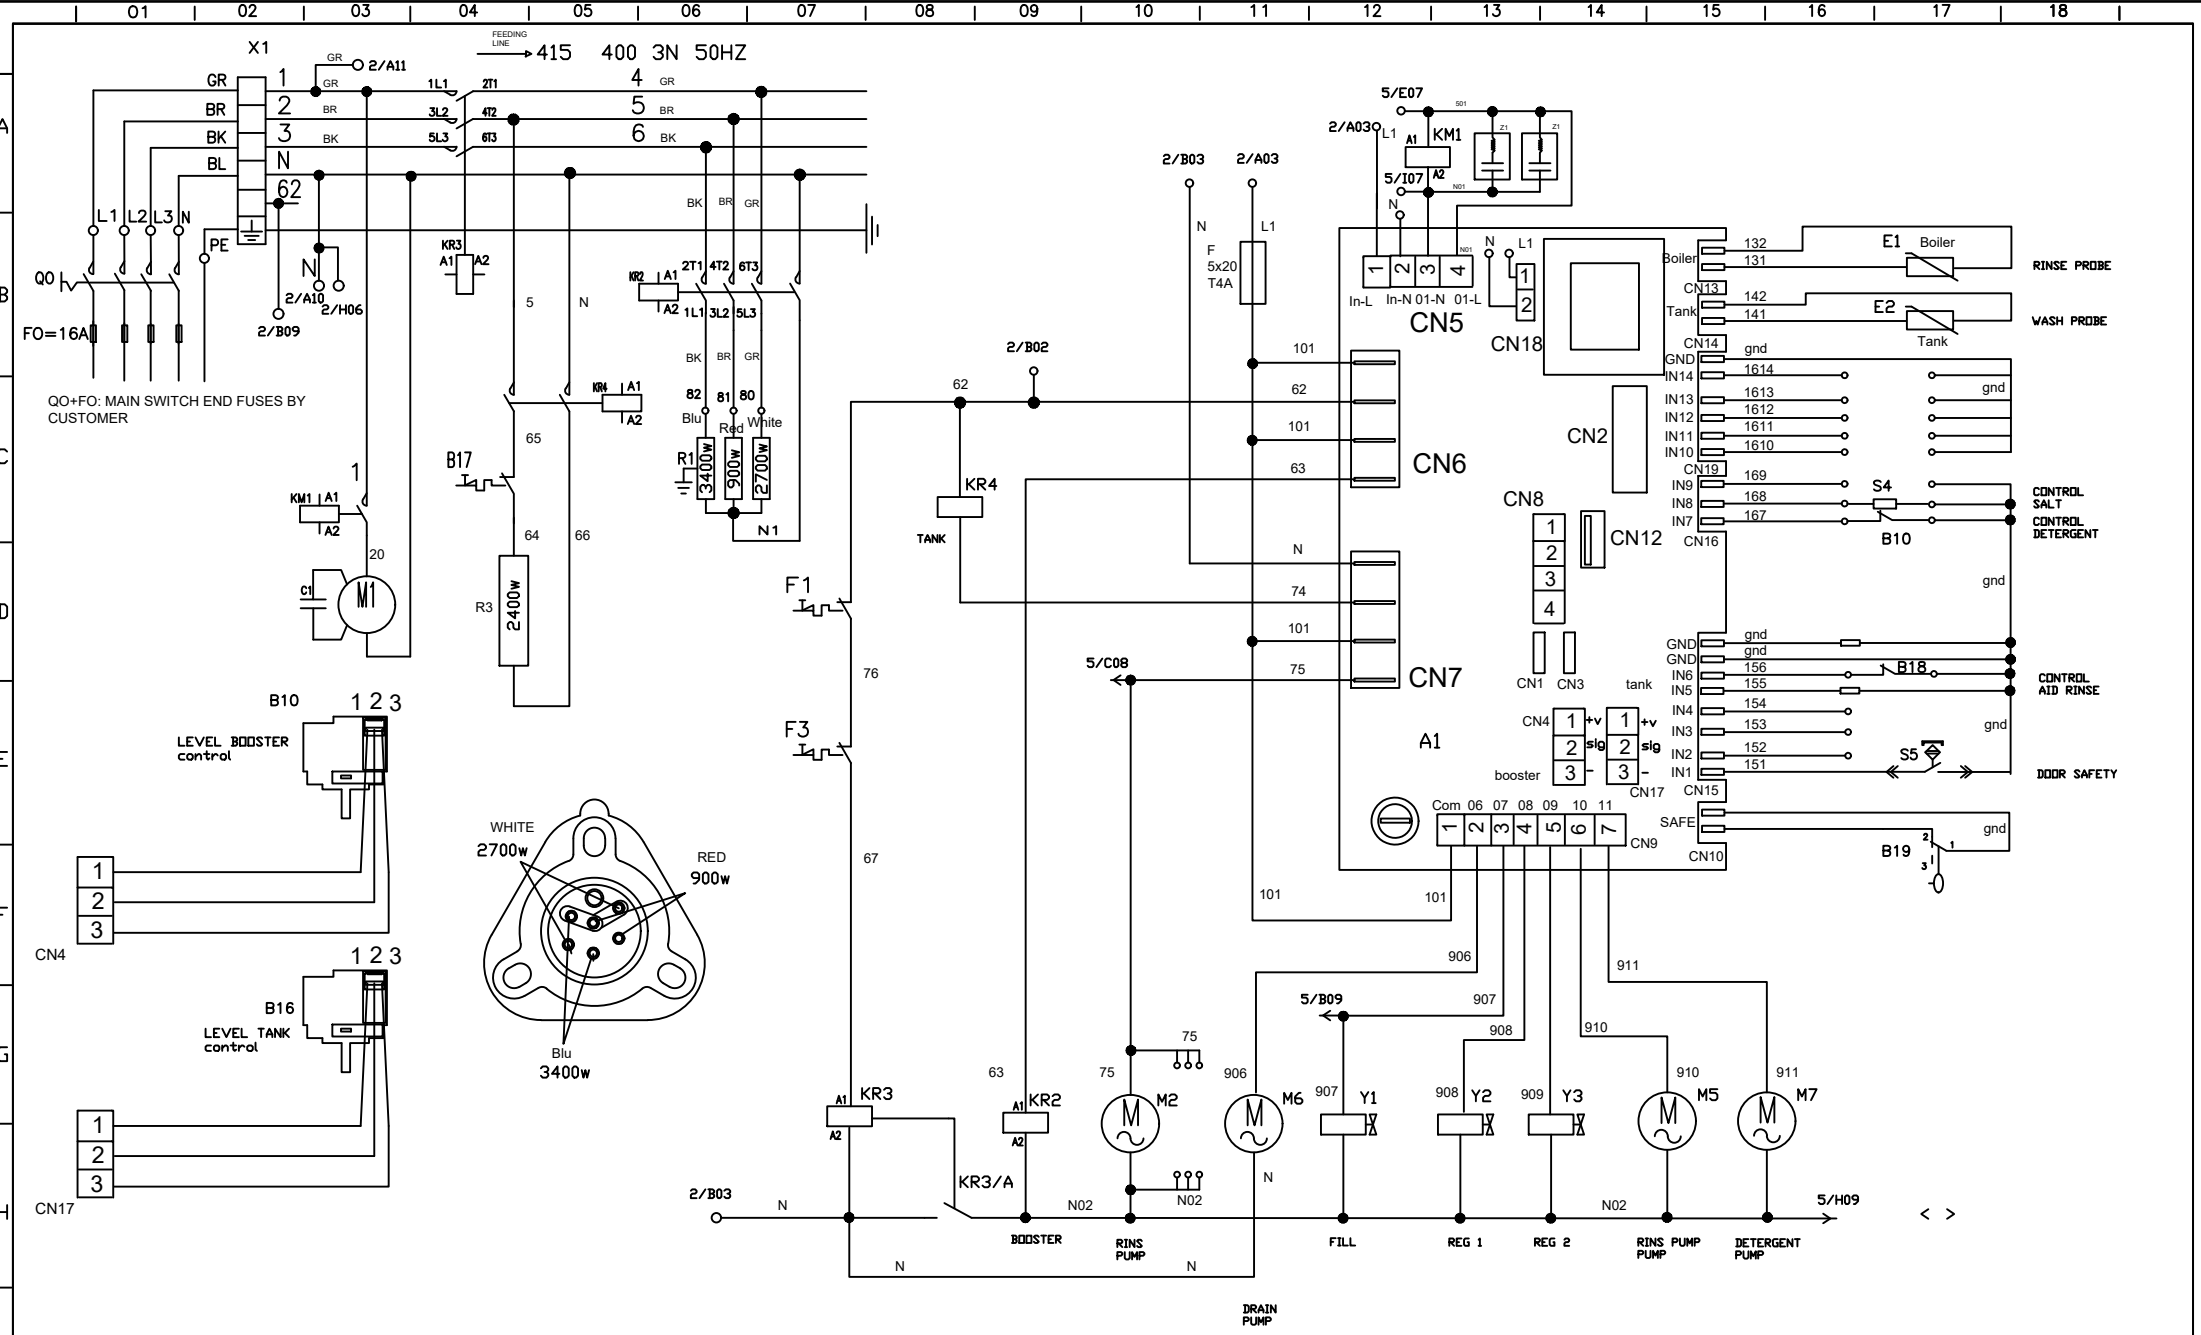 01 02 03 04 05 06 07 08 09 10 11 12 13 14 15 16 17 18
A
B
C
D
E
F
G
H
X1
FEEDING
LINE
415 400 3N 50HZ
GR 2/A11
GR 1 GR 1L1 2T1 4 GR
BR 2 BR 3L2 4T2 5 BR
BK 3 BK 5L3 6T3 6 BK
BL N
62
L1 L2 L3 N
PE
QO
FO=16A
N
2/A10 2/H06
2/B09
QO+FO: MAIN SWITCH END FUSES BY
CUSTOMER
KR3
A1 A2
5 N
BK BR GR
KR2 A1
A2
2T1 4T2 6T3
1L1 3L2 5L3
BK BR GR
82 81 80
Blu Red White
R1
3400w 900w 2700w
N1
KR4 A1
A2
65
B17
64 66
R3
2400w
1
KM1 A1
A2
20
C1
M1
B10
1 2 3
LEVEL BOOSTER
control
1
2
3
CN4
B16
1 2 3
LEVEL TANK
control
1
2
3
CN17
WHITE
2700w
RED
900w
Blu
3400w
F1
76
F3
67
KR3
A1
A2
KR3/A
2/B03
N
N
N
62
2/B02
KR4
TANK
2/B03 2/A03
N L1
F
5x20
T4A
101
62
101
63
CN6
N
74
101
75
CN7
5/C08
5/E07
2/A03 L1
501
A1 KM1
A2
Z1 Z1
5/I07
N01
N
N01
1 2 3 4
In-L In-N 01-N 01-L
CN5
N L1
1
2
CN18
CN2
CN8
1
2
3
4
CN12
CN1 CN3
tank
CN4 1 +v 1 +v
2 sig 2 sig
3 - 3 -
booster
CN17
A1
Com 06 07 08 09 10 11
1 2 3 4 5 6 7
CN9
Boiler 132
131
E1 Boiler
RINSE PROBE
CN13
Tank 142
141
E2
Tank
WASH PROBE
CN14
GND gnd
IN14 1614
gnd
IN13 1613
IN12 1612
IN11 1611
IN10 1610
CN19
IN9 169
IN8 168 S4
IN7 167
CONTROL
SALT
CONTROL
DETERGENT
CN16
B10
gnd
GND gnd
GND gnd
IN6 156 B18
IN5 155
CONTROL
AID RINSE
IN4 154
IN3 153
gnd
IN2 152
IN1 151
S5
DOOR SAFETY
CN15
SAFE
gnd
CN10
B19
2 1
3
101 101
906
911
5/B09
907
908
910
63
A1 KR2
A2
BOOSTER
75
75
M
M2
N02
N02
RINS
PUMP
906
M
M6
N
DRAIN
PUMP
907 Y1
FILL
908 Y2
REG 1
909 Y3
REG 2
N02
910
M
M5
RINS PUMP
PUMP
911
M
M7
DETERGENT
PUMP
5/H09
< >